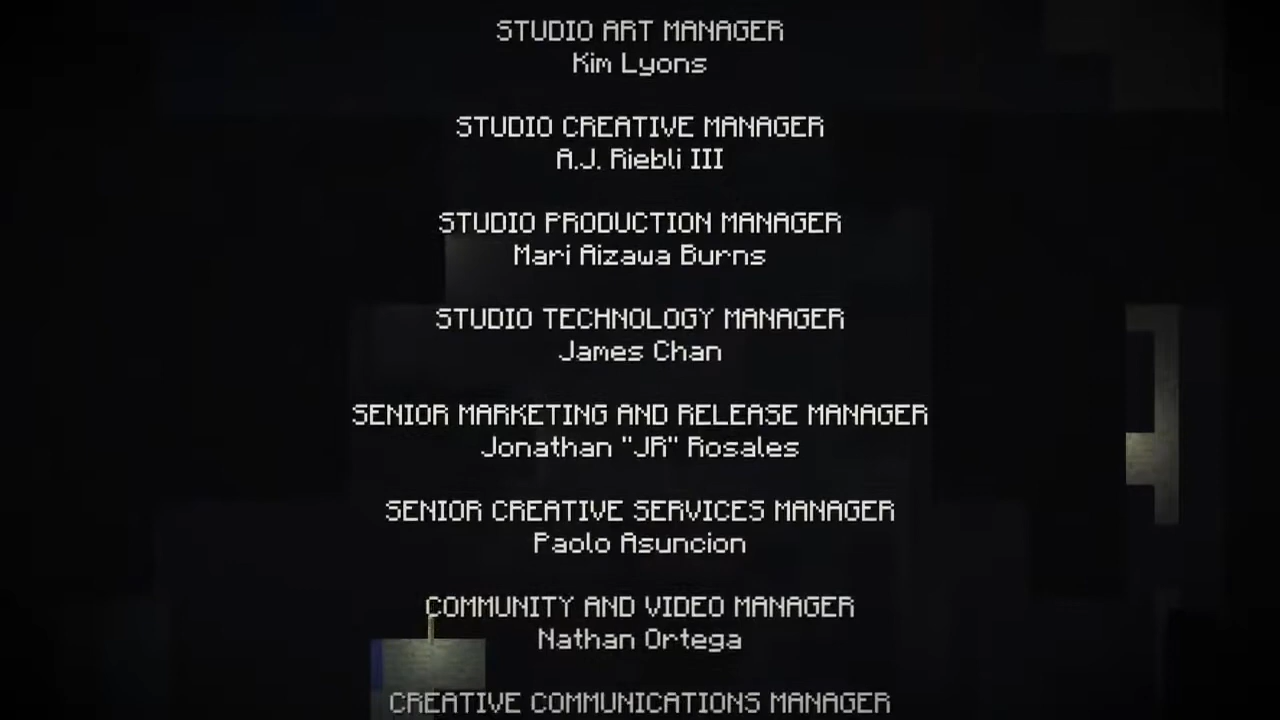 STUDIO ART MANAGER
Kim Lyons
STUDIO CREATIVE MANAGER
A.J. Riebli III
STUDIO PRODUCTION MANAGER
Mari Aizawa Burns
STUDIO TECHNOLOGY MANAGER
James Chan
SENIOR MARKETING AND RELEASE MANAGER
Jonathan "JR" Rosales
SENIOR CREATIVE SERVICES MANAGER
Paolo Asuncion
COMMUNITY AND VIDEO MANAGER
Nathan Ortega
CREATIVE COMMUNICATIONS MANAGER